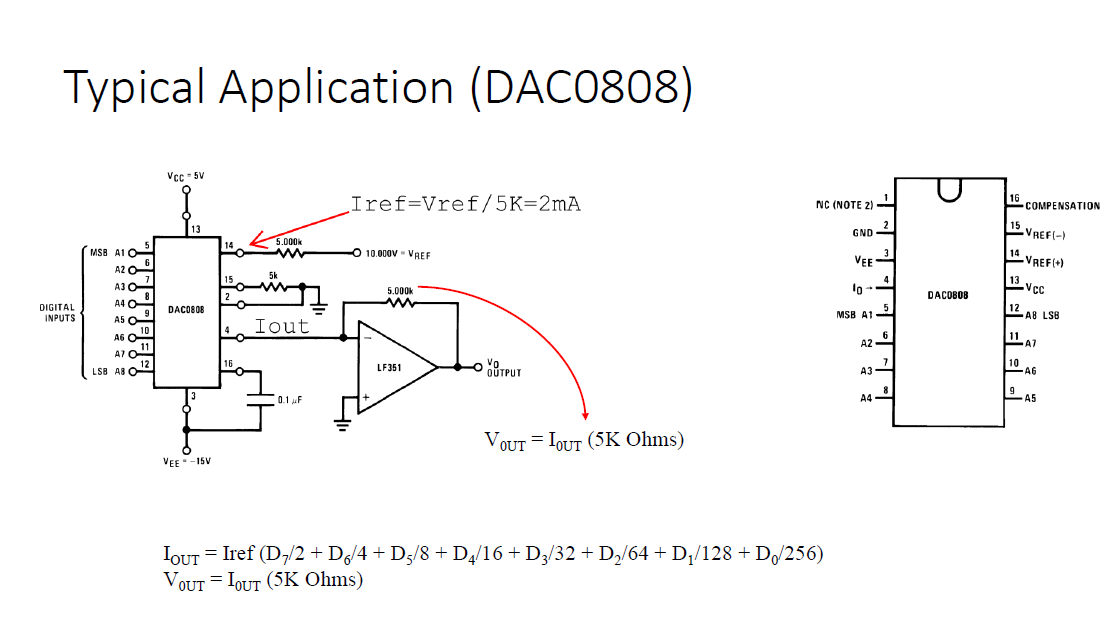 Typical Application (DAC0808)
VCC = 5V
Iref=Vref/5K=2mA
13
14
5.000k
10.000V = VREF
MSB A1 5
A2 6
A3 7
A4 8
A5 9
A6 10
A7 11
LSB A8 12
DIGITAL
INPUTS
DAC0808
15
5k
2
4
Iout
16
0.1 µF
3
VEE = -15V
5.000k
−
LF351
+
VO
OUTPUT
VOUT = IOUT (5K Ohms)
NC (NOTE 2) 1
GND 2
VEE 3
IO 4
MSB A1 5
A2 6
A3 7
A4 8
DAC0808
16 COMPENSATION
15 VREF(−)
14 VREF(+)
13 VCC
12 A8 LSB
11 A7
10 A6
9 A5
IOUT = Iref (D7/2 + D6/4 + D5/8 + D4/16 + D3/32 + D2/64 + D1/128 + D0/256)
VOUT = IOUT (5K Ohms)